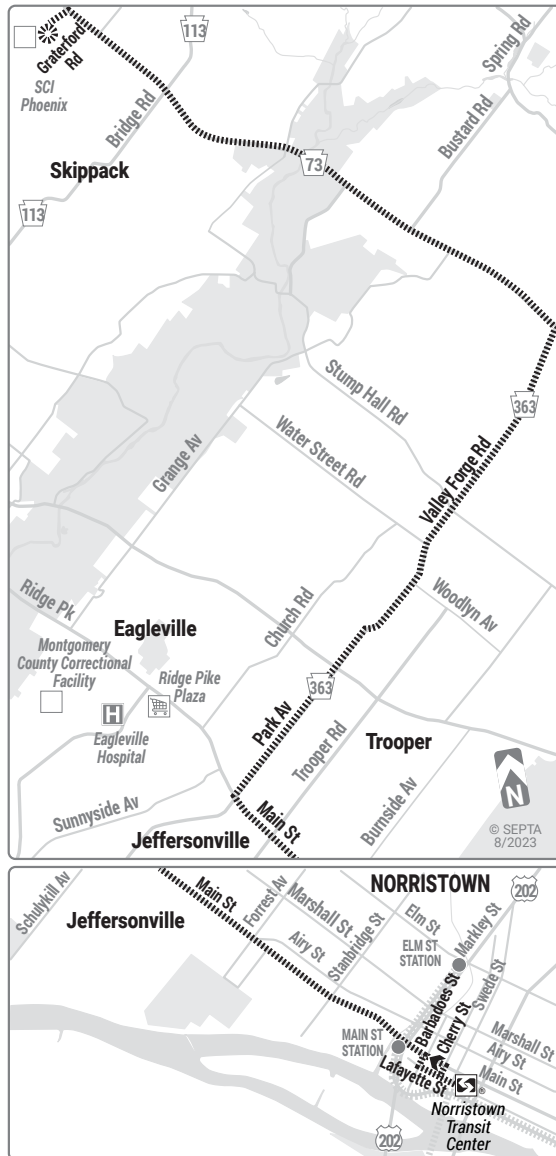 113
Spring Rd
Graterford
Rd
SCI
Phoenix
Bridge Rd
Bustard Rd
73
Skippack
113
363
Stump Hall Rd
Water Street Rd
Grange Av
Valley Forge Rd
Woodlyn Av
Ridge Pk
Church Rd
Eagleville
Montgomery
County Correctional
Facility
Ridge Pike
Plaza
363
H
Park Av
Eagleville
Hospital
Trooper Rd
Trooper
Sunnyside Av
Burnside Av
N
Main St
Jeffersonville
© SEPTA
8/2023
Schulykill Av
Main St
Forrest Av
NORRISTOWN
202
Jeffersonville
Marshall St
Elm St
Markley St
Airy St
Stanbridge St
ELM ST
STATION
Swede St
Barbadoes St
Cherry St
MAIN ST
STATION
Marshall St
Airy St
Main St
Lafayette St
S
®
Norristown
Transit
Center
202